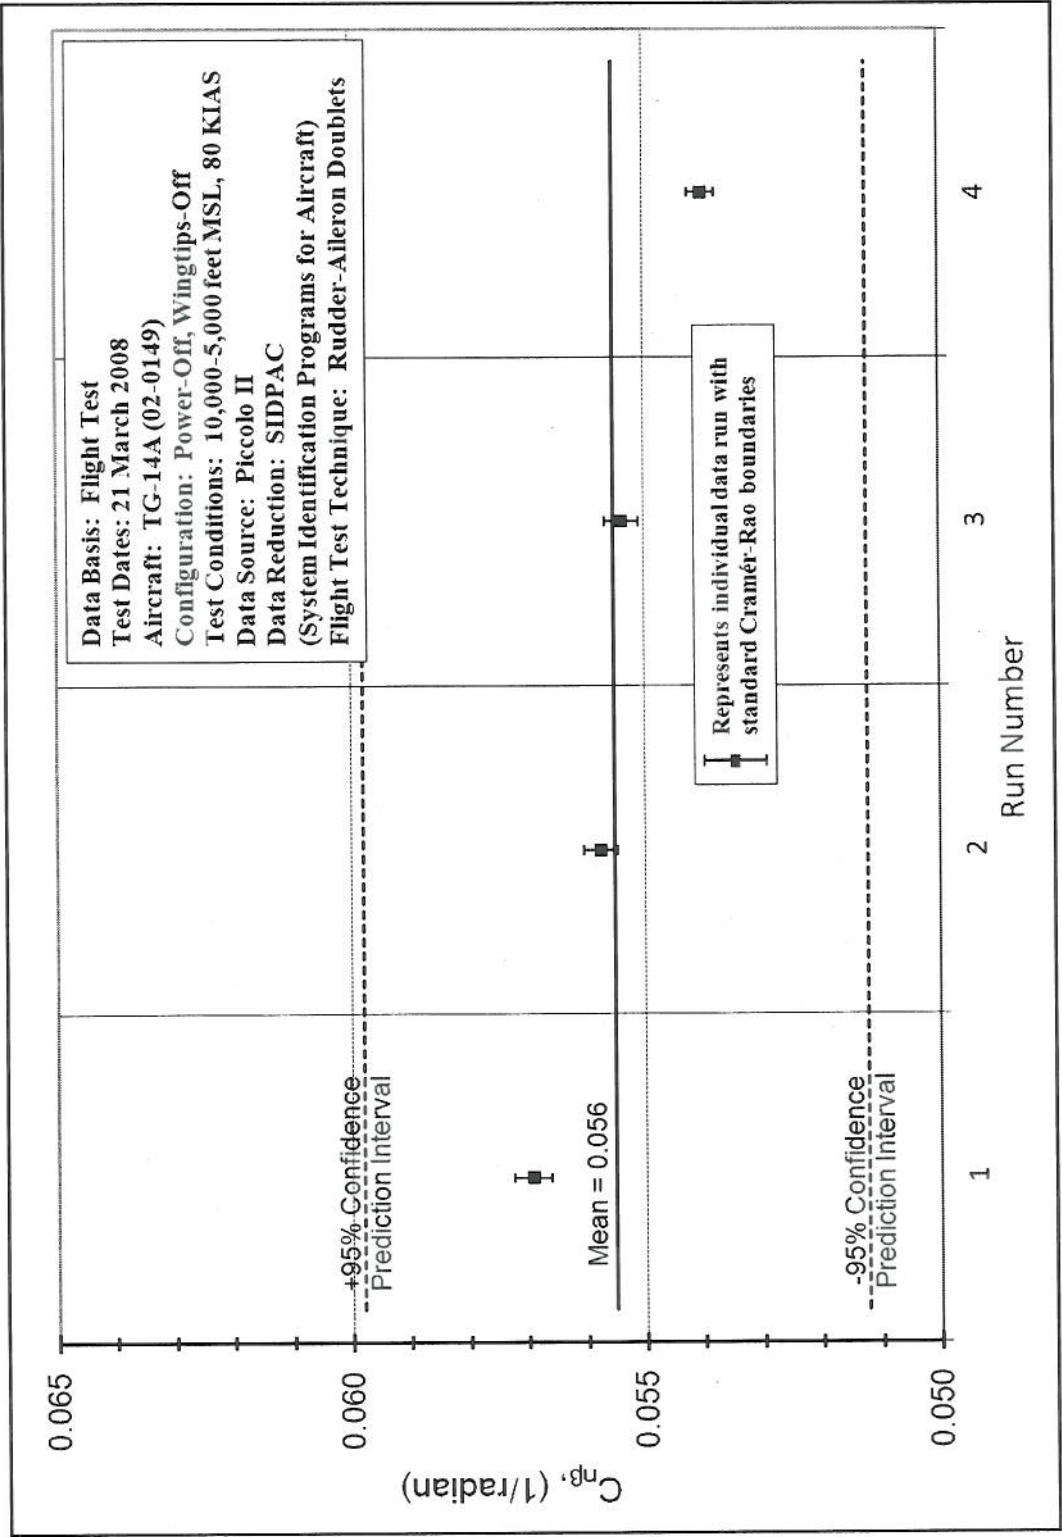 Data Basis: Flight Test
Test Dates: 21 March 2008
Aircraft: TG-14A (02-0149)
Configuration: Power-Off, Wingtips-Off
Test Conditions: 10,000-5,000 feet MSL, 80 KIAS
Data Source: Piccolo II
Data Reduction: SIDPAC
(System Identification Programs for Aircraft)
Flight Test Technique: Rudder-Aileron Doublets
+95% Confidence
Prediction Interval
Mean = 0.056
Represents individual data run with
standard Cramér-Rao boundaries
-95% Confidence
Prediction Interval
0.065
0.060
0.055
0.050
Cnβ, (1/radian)
1
2
3
4
Run Number